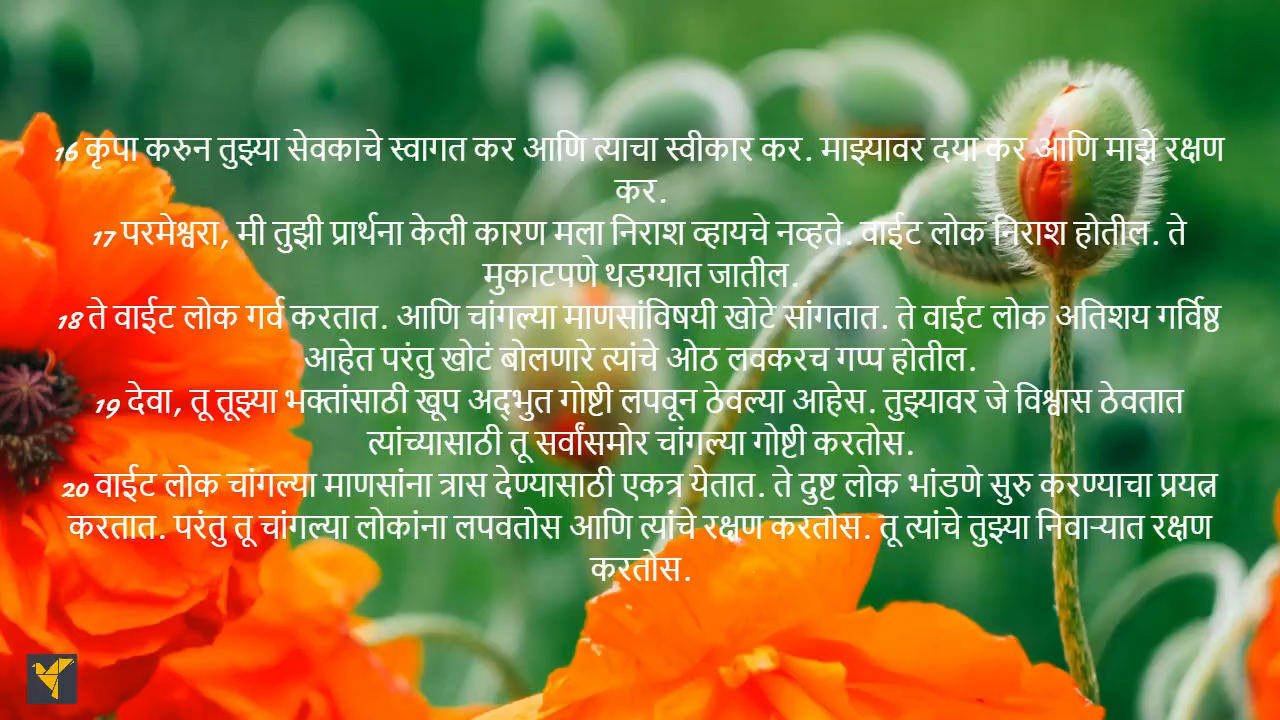 16 कृपा करुन तुझ्या सेवकाचे स्वागत कर आणि त्याचा स्वीकार कर. माझ्यावर दया कर आणि माझे रक्षण
कर.
17 परमेश्वरा, मी तुझी प्रार्थना केली कारण मला निराश व्हायचे नव्हते. वाईट लोक निराश होतील. ते
मुकाटपणे थडग्यात जातील.
18 ते वाईट लोक गर्व करतात. आणि चांगल्या माणसांविषयी खोटे सांगतात. ते वाईट लोक अतिशय गर्विष्ठ
आहेत परंतु खोटं बोलणारे त्यांचे ओठ लवकरच गप्प होतील.
19 देवा, तू तूझ्या भक्तांसाठी खूप अद्भुत गोष्टी लपवून ठेवल्या आहेस. तुझ्यावर जे विश्वास ठेवतात
त्यांच्यासाठी तू सर्वांसमोर चांगल्या गोष्टी करतोस.
20 वाईट लोक चांगल्या माणसांना त्रास देण्यासाठी एकत्र येतात. ते दुष्ट लोक भांडणे सुरु करण्याचा प्रयत्न
करतात. परंतु तू चांगल्या लोकांना लपवतोस आणि त्यांचे रक्षण करतोस. तू त्यांचे तुझ्या निवाऱ्यात रक्षण
करतोस.